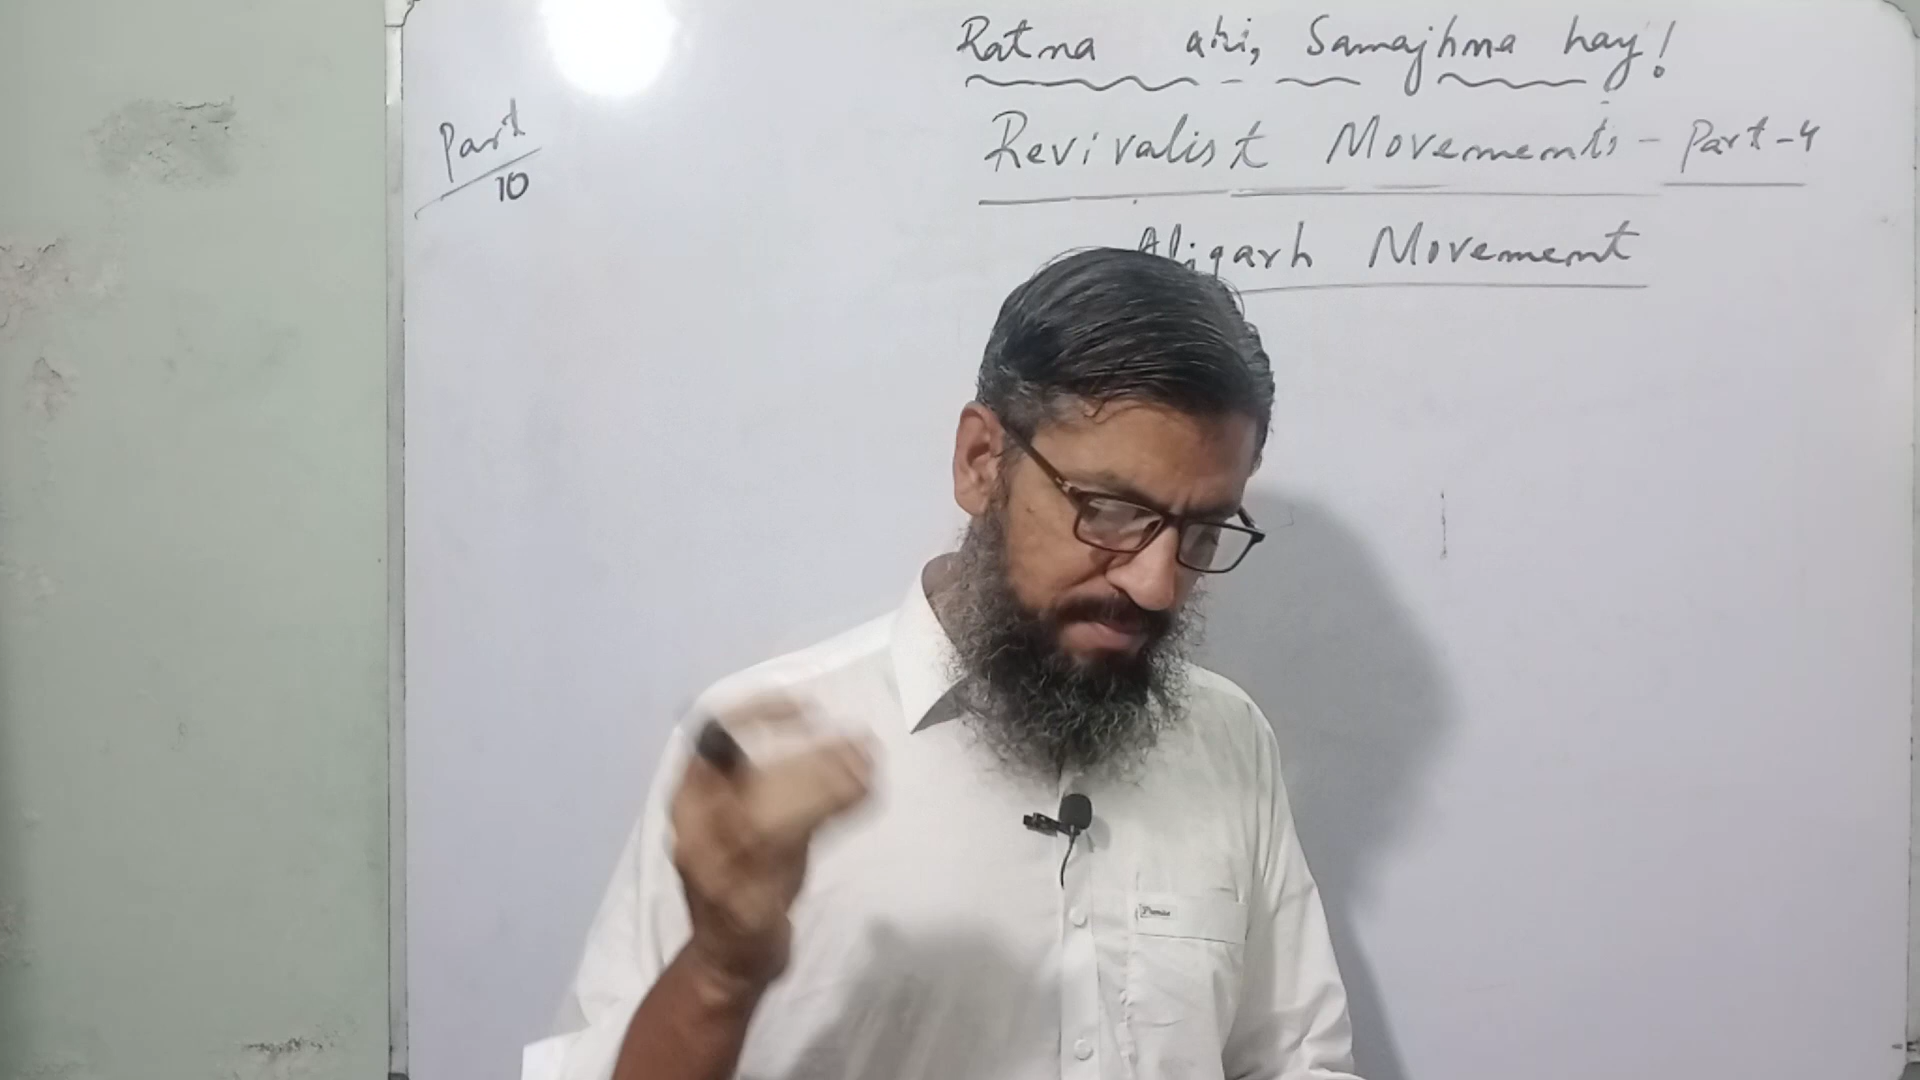 Ratna ahi, Samajhna hay!
Revivalist Movements - Part-4
Aligarh Movement
Part
10